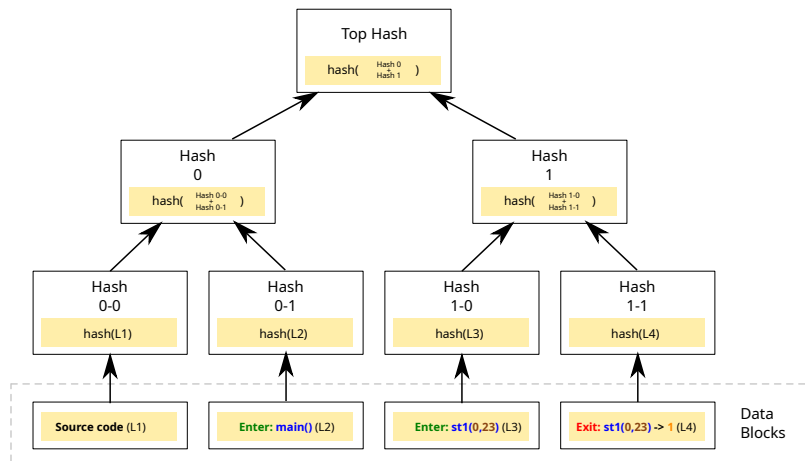 Top Hash
hash( Hash 0 + Hash 1 )
Hash
0
hash( Hash 0-0 + Hash 0-1 )
Hash
1
hash( Hash 1-0 + Hash 1-1 )
Hash
0-0
hash(L1)
Hash
0-1
hash(L2)
Hash
1-0
hash(L3)
Hash
1-1
hash(L4)
Source code (L1)
Enter: main() (L2)
Enter: st1(0,23) (L3)
Exit: st1(0,23) -> 1 (L4)
Data
Blocks